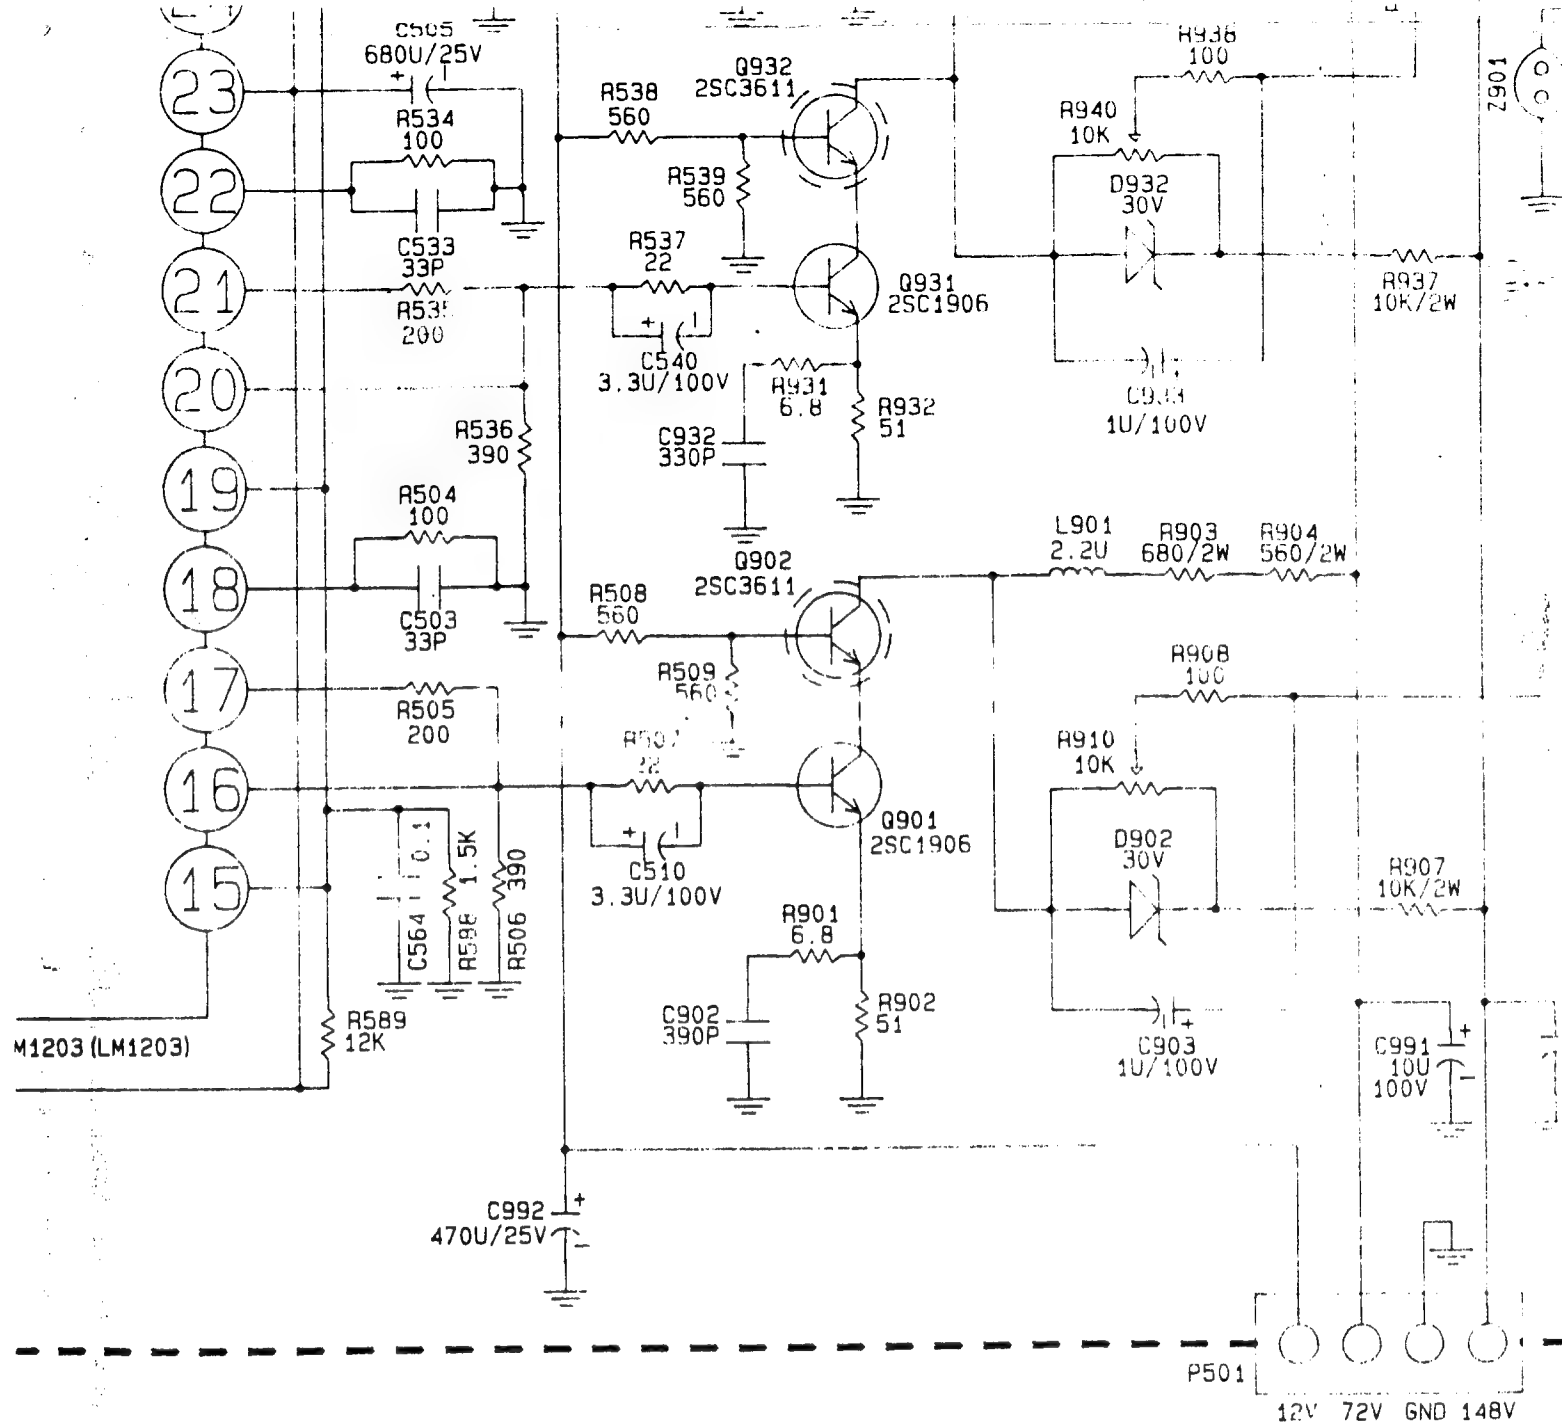 C505
680U/25V
+
23
R534
100
22
C533
33P
21
R535
200
20
R536
390
19
R504
100
18
C503
33P
17
R505
200
16
15
C564
0.1
R598
1.5K
R506
390
R589
12K
M1203 (LM1203)
Q932
2SC3611
R538
560
R539
560
R537
22
+
C540
3.3U/100V
Q931
2SC1906
R931
6.8
R932
51
C932
330P
Q902
2SC3611
R508
560
R509
560
R507
22
+
C510
3.3U/100V
Q901
2SC1906
R901
6.8
R902
51
C902
390P
C992
470U/25V
+
−
R938
100
R940
10K
D932
30V
R937
10K/2W
C933
+
1U/100V
Z901
L901
2.2U
R903
680/2W
R904
560/2W
R908
100
R910
10K
D902
30V
R907
10K/2W
C903
+
1U/100V
C991
10U
100V
+
−
P501
12V 72V GND 148V